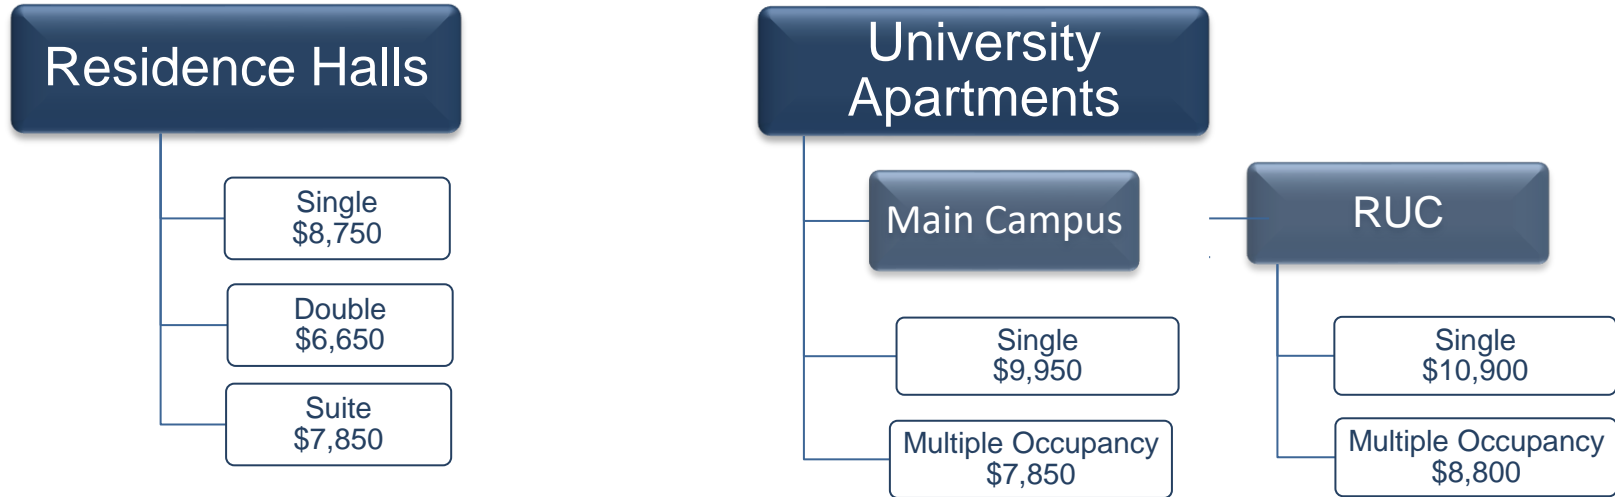 Residence Halls
Single
$8,750
Double
$6,650
Suite
$7,850
University
Apartments
Main Campus
Single
$9,950
Multiple Occupancy
$7,850
RUC
Single
$10,900
Multiple Occupancy
$8,800